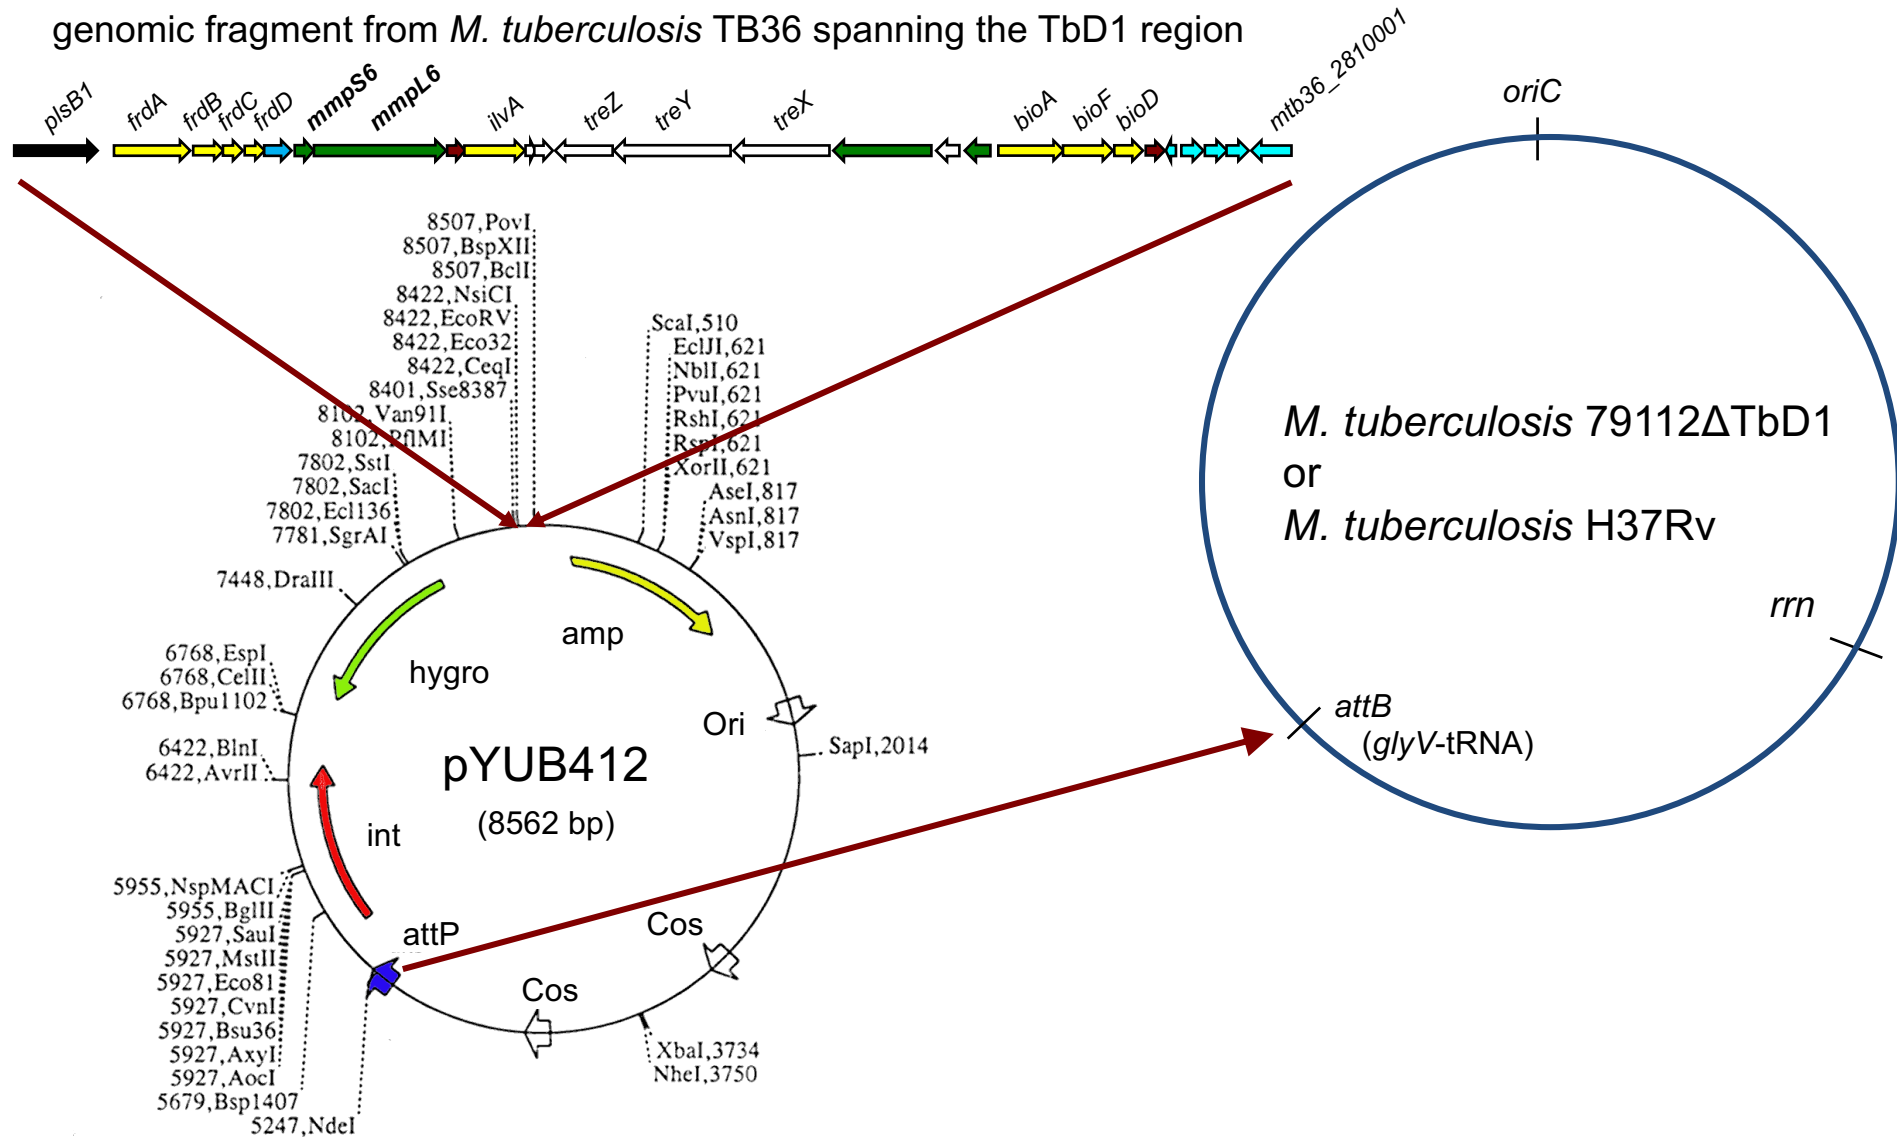 genomic fragment from M. tuberculosis TB36 spanning the TbD1 region
plsB1
frdA
frdB
frdC
frdD
mmpS6
mmpL6
ilvA
treZ
treY
treX
bioA
bioF
bioD
mtb36_2810001
8507,PovI
8507,BspXII
8507,BclI
8422,NsiCI
8422,EcoRV
8422,Eco32
8422,CeqI
8401,Sse8387
8102,Van91I
8102,PflMI
7802,SstI
7802,SacI
7802,Ecl136
7781,SgrAI
7448,DraIII
6768,EspI
6768,CelII
6768,Bpu1102
6422,BlnI
6422,AvrII
5955,NspMACI
5955,BglII
5927,SauI
5927,MstII
5927,Eco81
5927,CvnI
5927,Bsu36
5927,AxyI
5927,AocI
5679,Bsp1407
5247,NdeI
ScaI,510
EclJI,621
NblI,621
PvuI,621
RshI,621
RspI,621
XorII,621
AseI,817
AsnI,817
VspI,817
SapI,2014
XbaI,3734
NheI,3750
amp
hygro
Ori
pYUB412
(8562 bp)
int
attP
Cos
Cos
oriC
M. tuberculosis 79112ΔTbD1
or
M. tuberculosis H37Rv
rrn
attB
(glyV-tRNA)